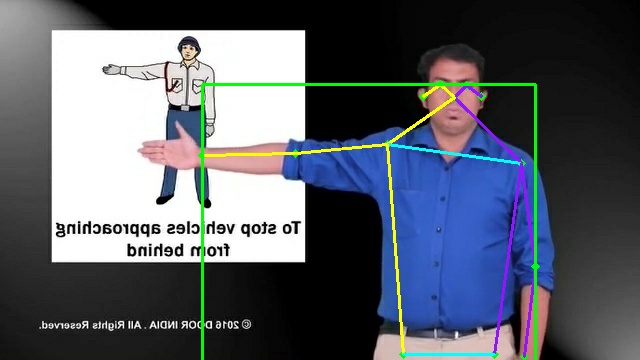 To stop vehicles approaching
from behind
© 2016 DOOR INDIA . All Rights Reserved.